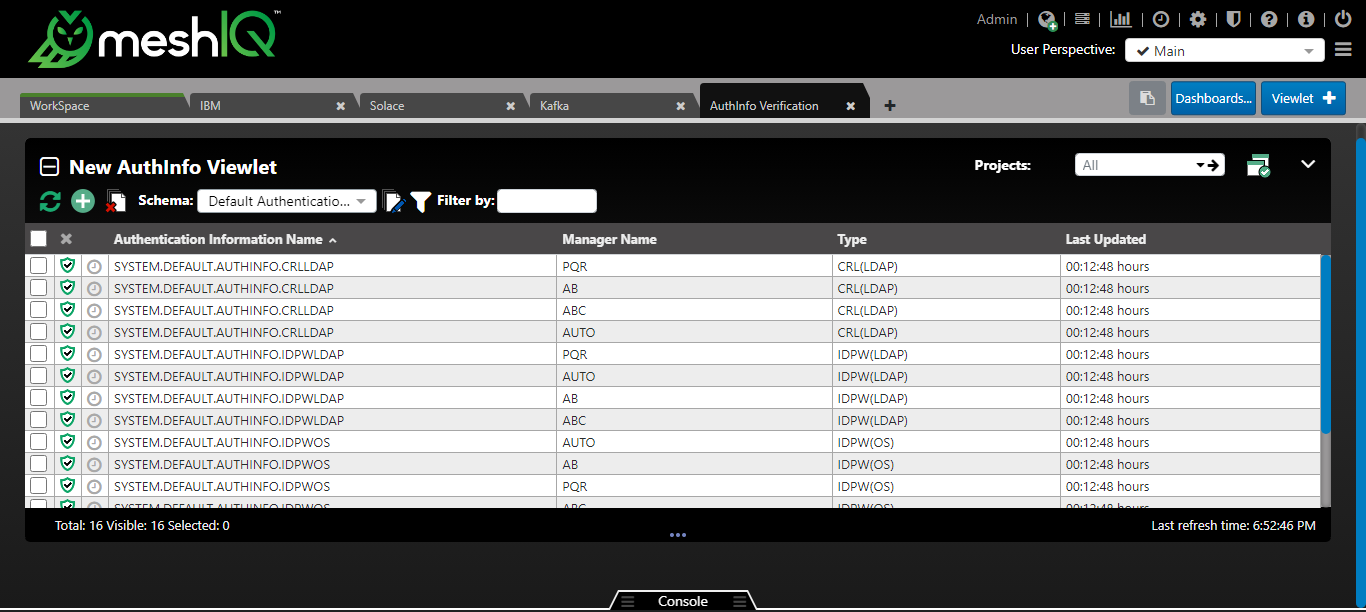 meshIQ™
Admin
User Perspective: Main
WorkSpace IBM Solace Kafka AuthInfo Verification Dashboards... Viewlet
New AuthInfo Viewlet Projects: All
Schema: Default Authenticatio... Filter by:
Authentication Information Name Manager Name Type Last Updated
SYSTEM.DEFAULT.AUTHINFO.CRLLDAP PQR CRL(LDAP) 00:12:48 hours
SYSTEM.DEFAULT.AUTHINFO.CRLLDAP AB CRL(LDAP) 00:12:48 hours
SYSTEM.DEFAULT.AUTHINFO.CRLLDAP ABC CRL(LDAP) 00:12:48 hours
SYSTEM.DEFAULT.AUTHINFO.CRLLDAP AUTO CRL(LDAP) 00:12:48 hours
SYSTEM.DEFAULT.AUTHINFO.IDPWLDAP PQR IDPW(LDAP) 00:12:48 hours
SYSTEM.DEFAULT.AUTHINFO.IDPWLDAP AUTO IDPW(LDAP) 00:12:48 hours
SYSTEM.DEFAULT.AUTHINFO.IDPWLDAP AB IDPW(LDAP) 00:12:48 hours
SYSTEM.DEFAULT.AUTHINFO.IDPWLDAP ABC IDPW(LDAP) 00:12:48 hours
SYSTEM.DEFAULT.AUTHINFO.IDPWOS AUTO IDPW(OS) 00:12:48 hours
SYSTEM.DEFAULT.AUTHINFO.IDPWOS AB IDPW(OS) 00:12:48 hours
SYSTEM.DEFAULT.AUTHINFO.IDPWOS PQR IDPW(OS) 00:12:48 hours
SYSTEM.DEFAULT.AUTHINFO.IDPWOS ABC IDPW(OS) 00:12:48 hours
Total: 16 Visible: 16 Selected: 0 Last refresh time: 6:52:46 PM
Console